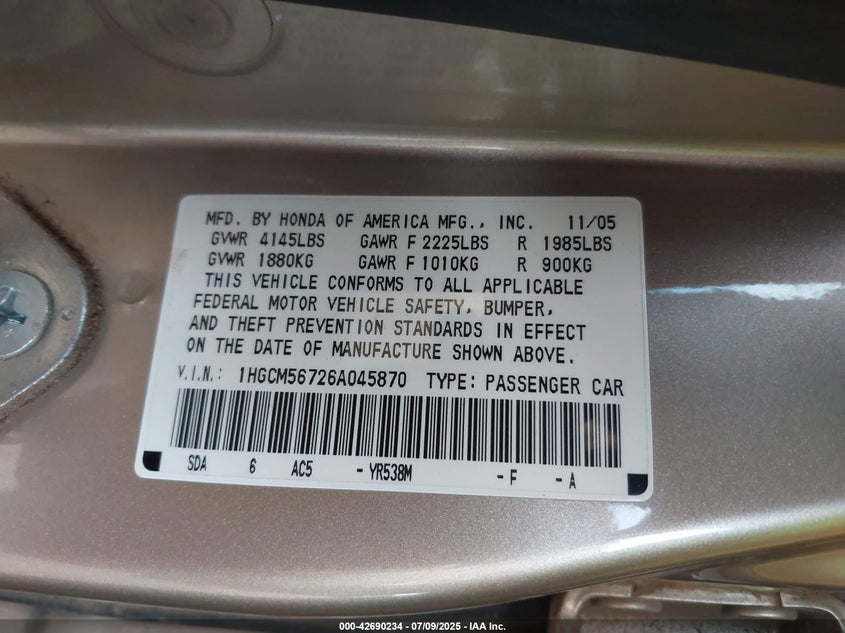 MFD. BY HONDA OF AMERICA MFG., INC. 11/05
GVWR 4145LBS GAWR F 2225LBS R 1985LBS
GVWR 1880KG GAWR F 1010KG R 900KG
THIS VEHICLE CONFORMS TO ALL APPLICABLE
FEDERAL MOTOR VEHICLE SAFETY, BUMPER,
AND THEFT PREVENTION STANDARDS IN EFFECT
ON THE DATE OF MANUFACTURE SHOWN ABOVE.
V.I.N.: 1HGCM56726A045870 TYPE: PASSENGER CAR
SDA 6 AC5 -YR538M -F -A
000-42690234 - 07/09/2025 - IAA Inc.